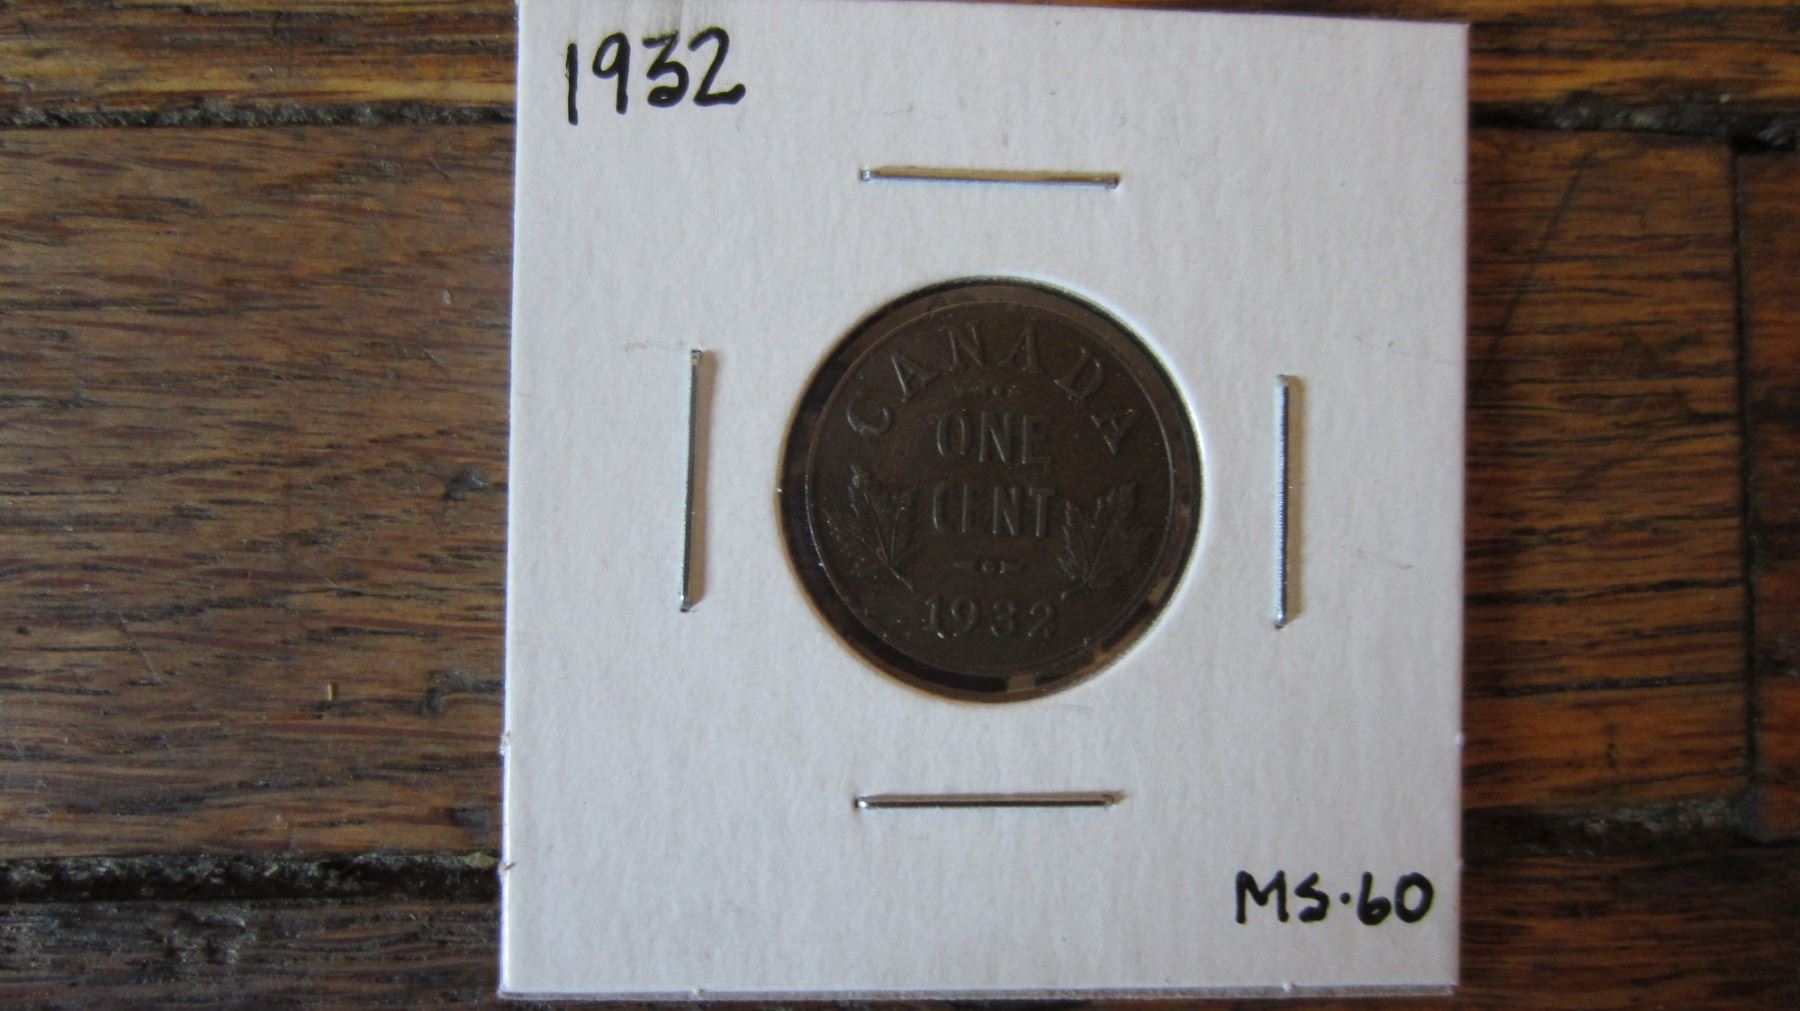 1932
CANADA
ONE
CENT
1932
MS·60